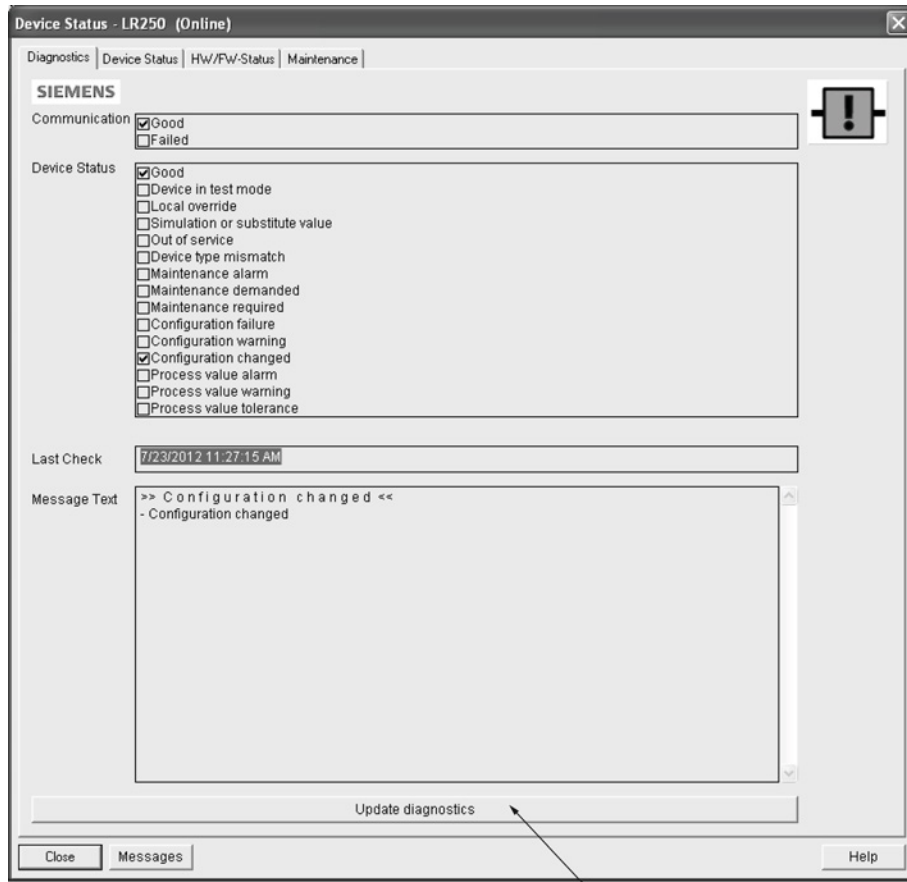 Device Status - LR250 (Online)
Diagnostics Device Status HW/FW-Status Maintenance
SIEMENS
Communication
Good
Failed
Device Status
Good
Device in test mode
Local override
Simulation or substitute value
Out of service
Device type mismatch
Maintenance alarm
Maintenance demanded
Maintenance required
Configuration failure
Configuration warning
Configuration changed
Process value alarm
Process value warning
Process value tolerance
Last Check
7/23/2012 11:27:15 AM
Message Text
>> C o n f i g u r a t i o n c h a n g e d <<
- Configuration changed
Update diagnostics
Close Messages Help